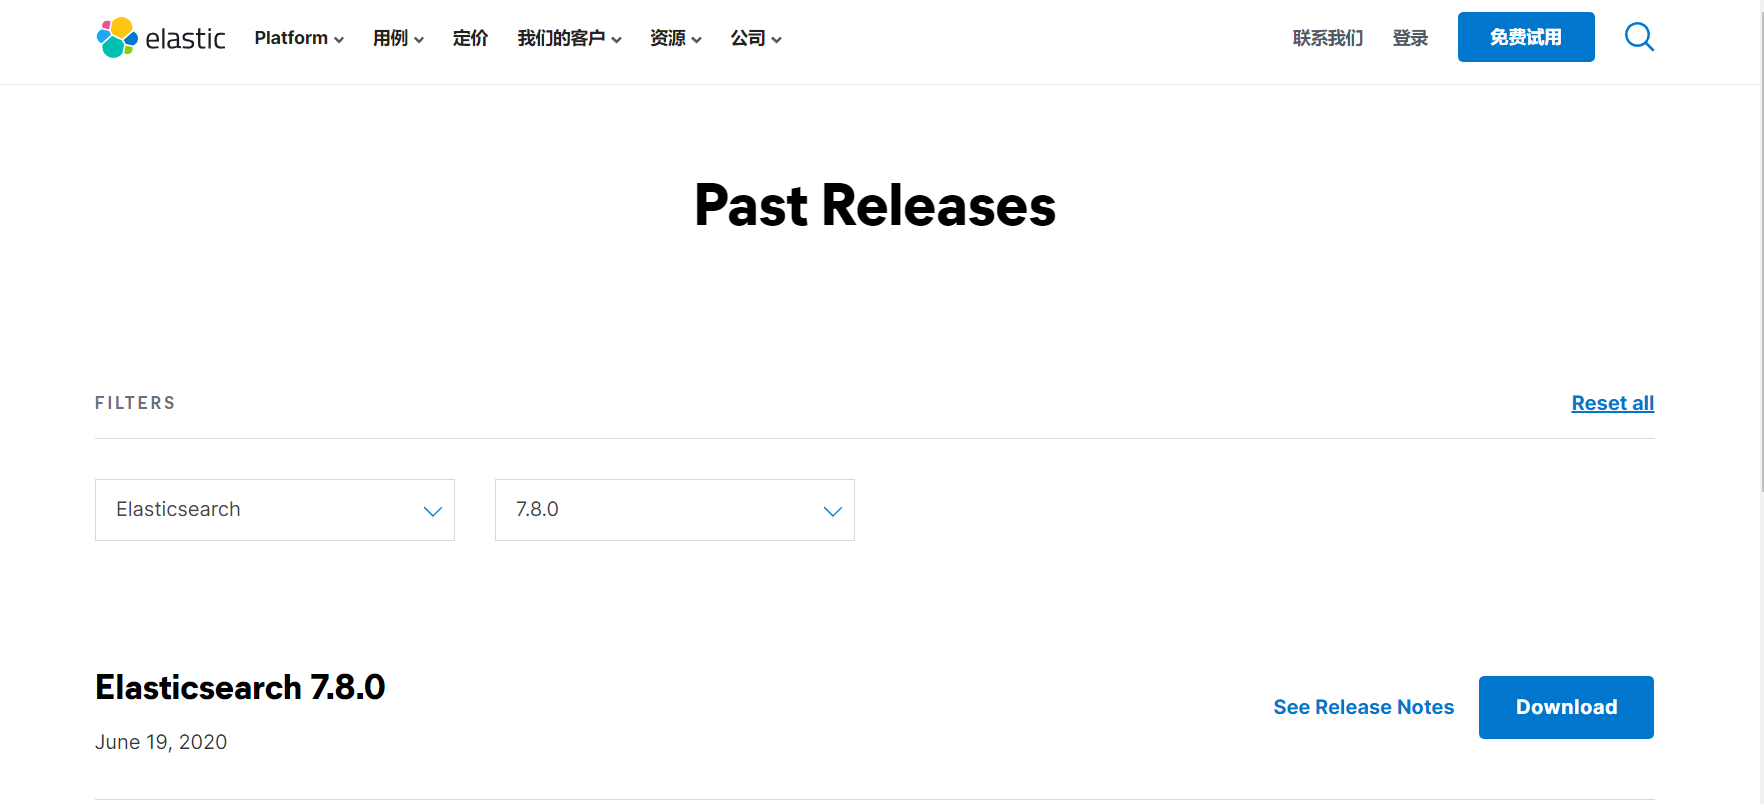 elastic Platform 用例 定价 我们的客户 资源 公司 联系我们 登录 免费试用
Past Releases
FILTERS Reset all
Elasticsearch 7.8.0
Elasticsearch 7.8.0
See Release Notes Download
June 19, 2020